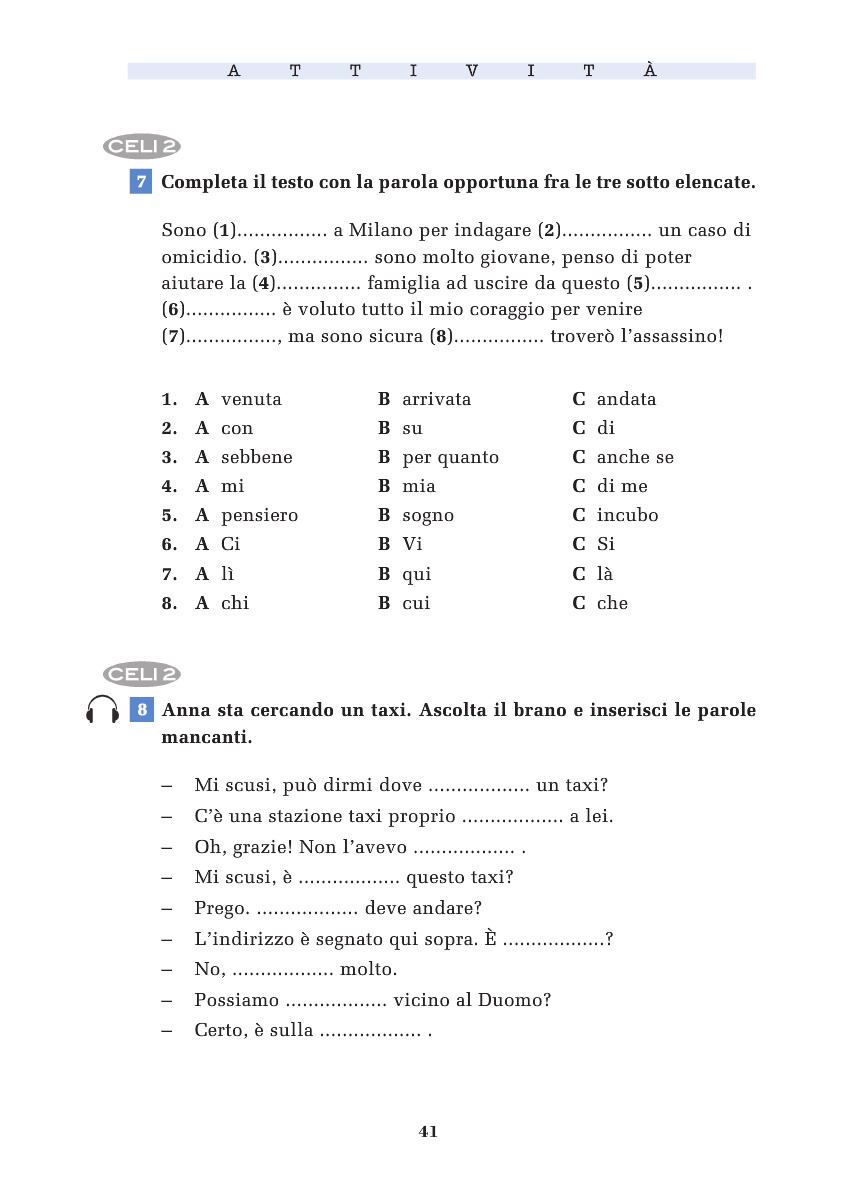 A T T I V I T À
CELI 2
7 Completa il testo con la parola opportuna fra le tre sotto elencate.
Sono (1)................ a Milano per indagare (2)................ un caso di
omicidio. (3)................ sono molto giovane, penso di poter
aiutare la (4)............... famiglia ad uscire da questo (5)................ .
(6)................ è voluto tutto il mio coraggio per venire
(7)................, ma sono sicura (8)................ troverò l’assassino!
1. A venuta B arrivata C andata
2. A con B su C di
3. A sebbene B per quanto C anche se
4. A mi B mia C di me
5. A pensiero B sogno C incubo
6. A Ci B Vi C Si
7. A lì B qui C là
8. A chi B cui C che
CELI 2
8 Anna sta cercando un taxi. Ascolta il brano e inserisci le parole
mancanti.
– Mi scusi, può dirmi dove .................. un taxi?
– C’è una stazione taxi proprio .................. a lei.
– Oh, grazie! Non l’avevo .................. .
– Mi scusi, è .................. questo taxi?
– Prego. .................. deve andare?
– L’indirizzo è segnato qui sopra. È ..................?
– No, .................. molto.
– Possiamo .................. vicino al Duomo?
– Certo, è sulla .................. .
41